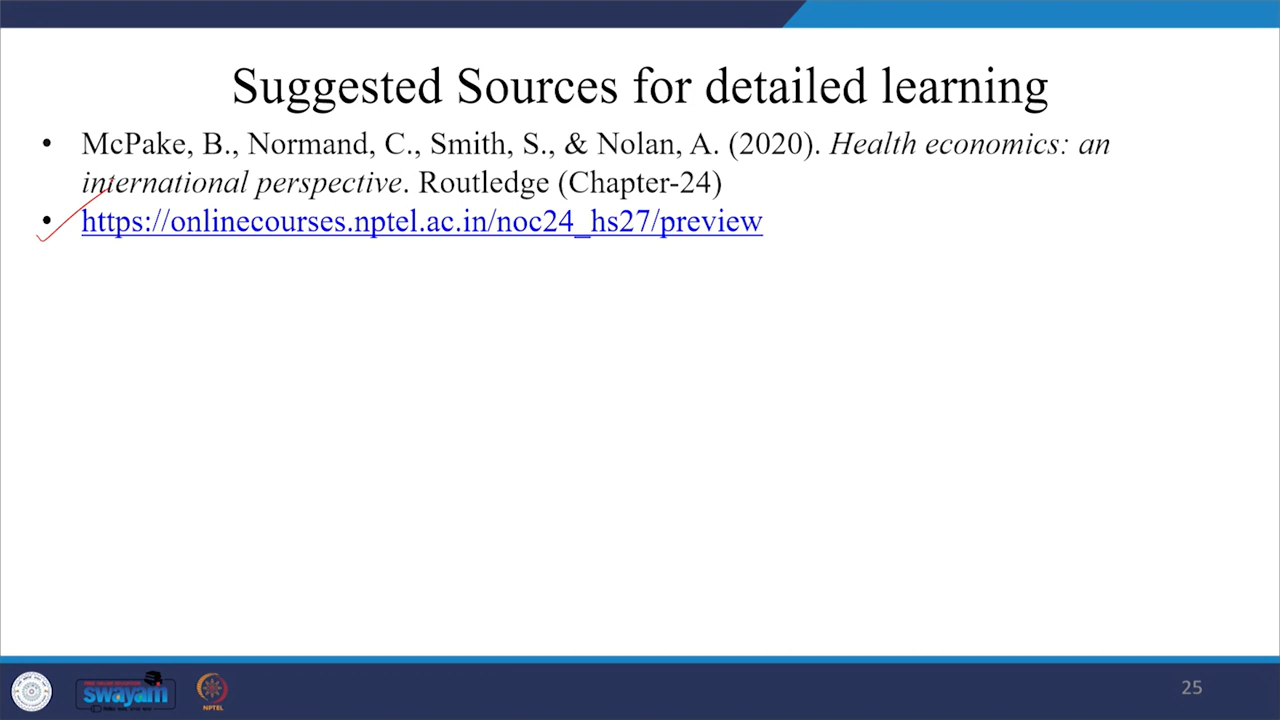 Suggested Sources for detailed learning
• McPake, B., Normand, C., Smith, S., & Nolan, A. (2020). Health economics: an
international perspective. Routledge (Chapter-24)
• https://onlinecourses.nptel.ac.in/noc24_hs27/preview
swayam
NPTEL
25